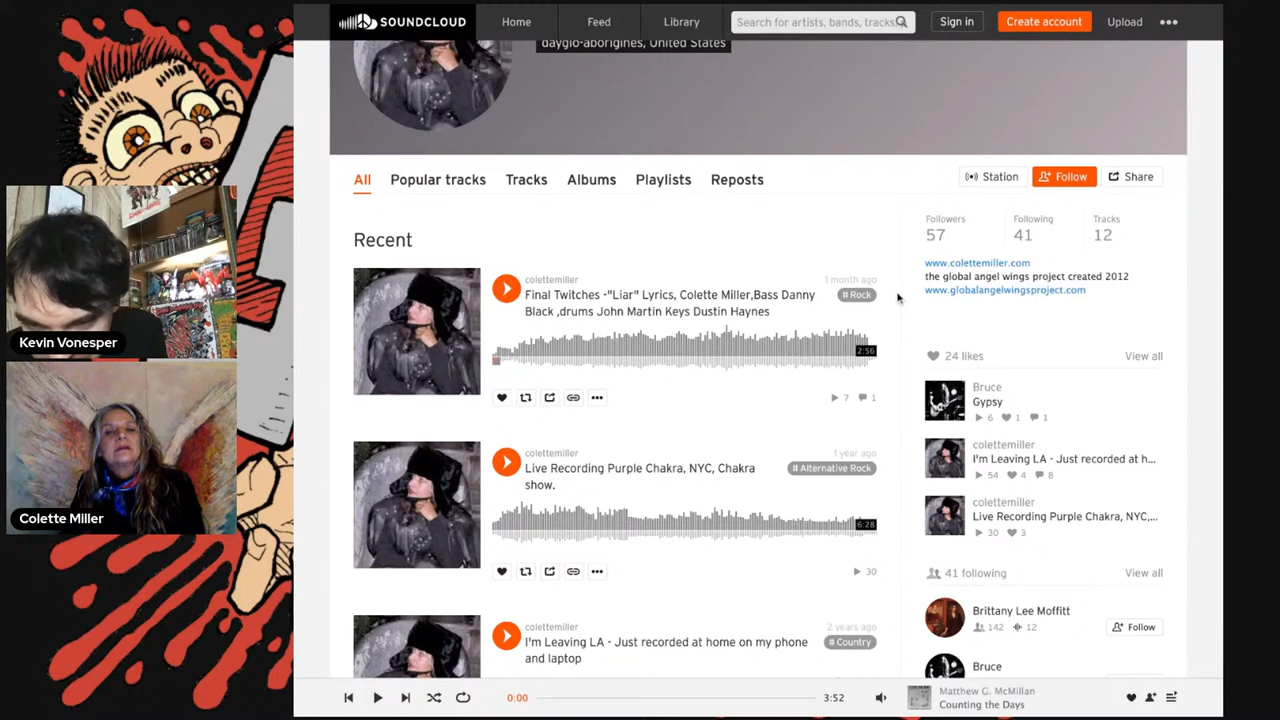 SOUNDCLOUD
Home
Feed
Library
Search for artists, bands, tracks
Sign in
Create account
Upload
dayglo-aborigines, United States
All
Popular tracks
Tracks
Albums
Playlists
Reposts
Station
Follow
Share
Followers
57
Following
41
Tracks
12
www.colettemiller.com
the global angel wings project created 2012
www.globalangelwingsproject.com
Recent
colettemiller
1 month ago
Final Twitches -"Liar" Lyrics, Colette Miller,Bass Danny
Black ,drums John Martin Keys Dustin Haynes
# Rock
2:56
7
1
colettemiller
1 year ago
Live Recording Purple Chakra, NYC, Chakra
show.
# Alternative Rock
6:28
30
colettemiller
2 years ago
I'm Leaving LA - Just recorded at home on my phone
and laptop
# Country
24 likes
View all
Bruce
Gypsy
6
1
1
colettemiller
I'm Leaving LA - Just recorded at h...
54
4
8
colettemiller
Live Recording Purple Chakra, NYC,...
30
3
41 following
View all
Brittany Lee Moffitt
142
12
Follow
Bruce
0:00
3:52
Matthew G. McMillan
Counting the Days
Kevin Vonesper
Colette Miller